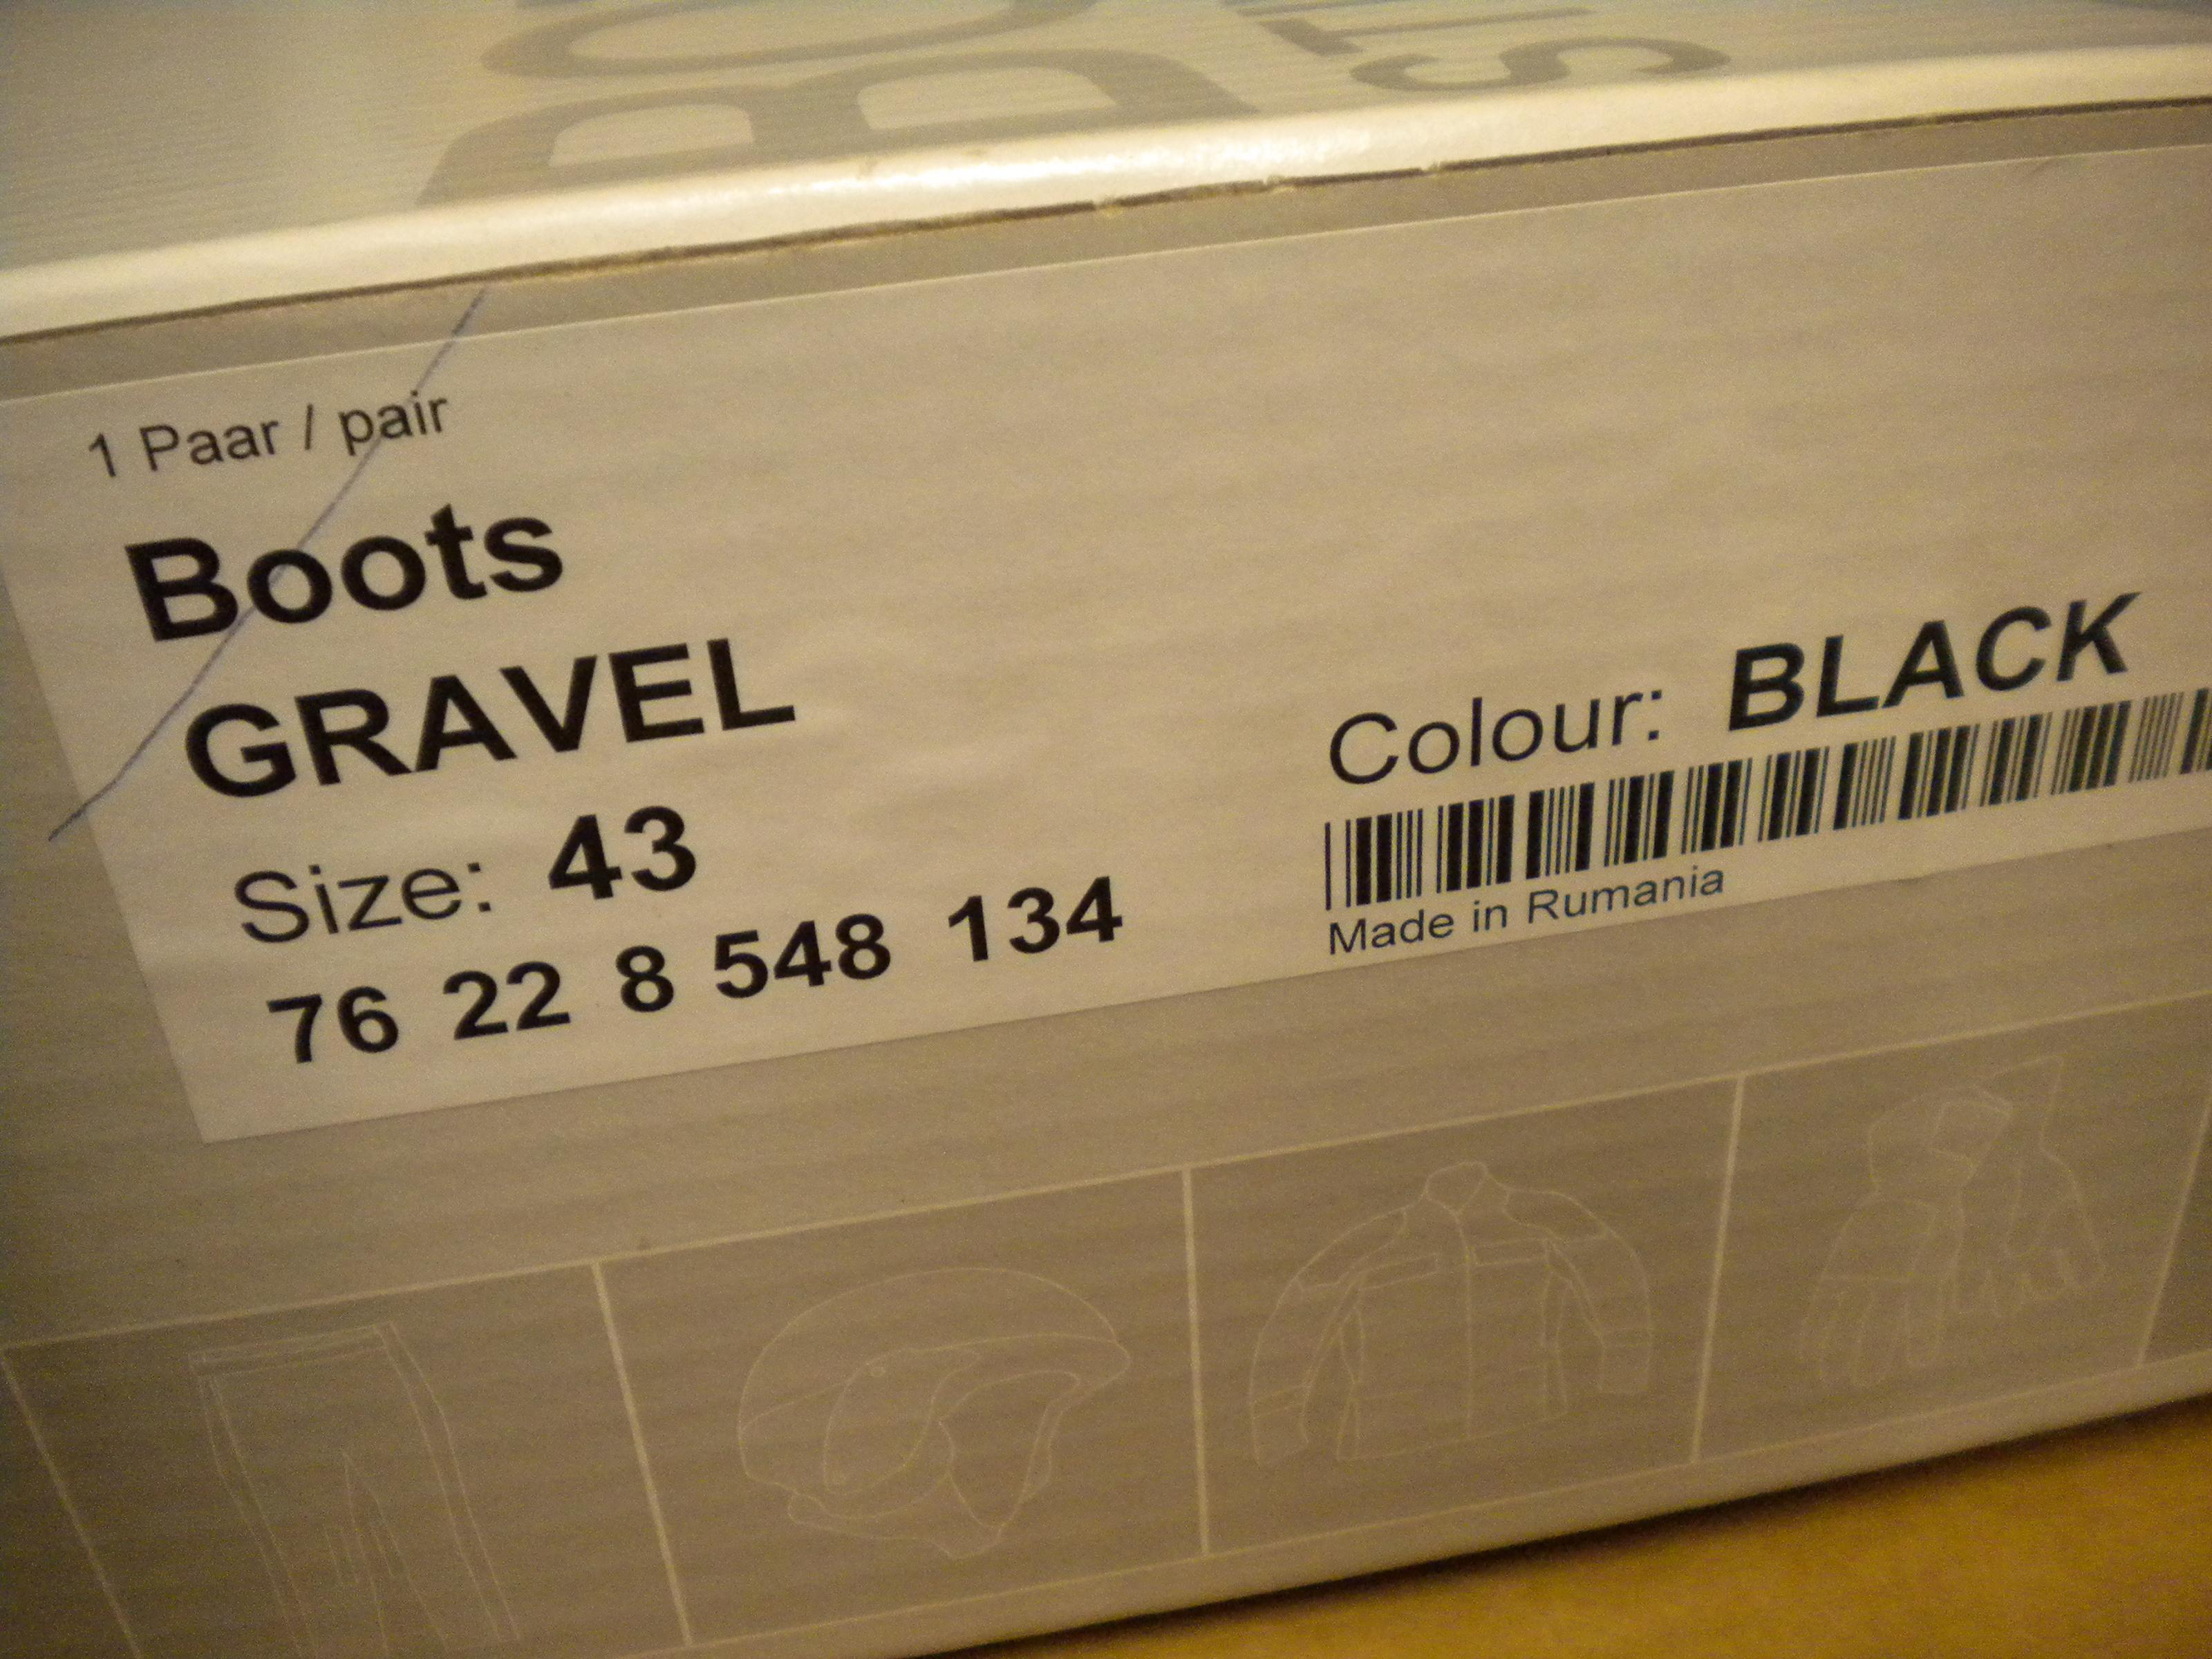 1 Paar / pair
Boots
GRAVEL
Size: 43
76 22 8 548 134
Colour: BLACK
Made in Rumania